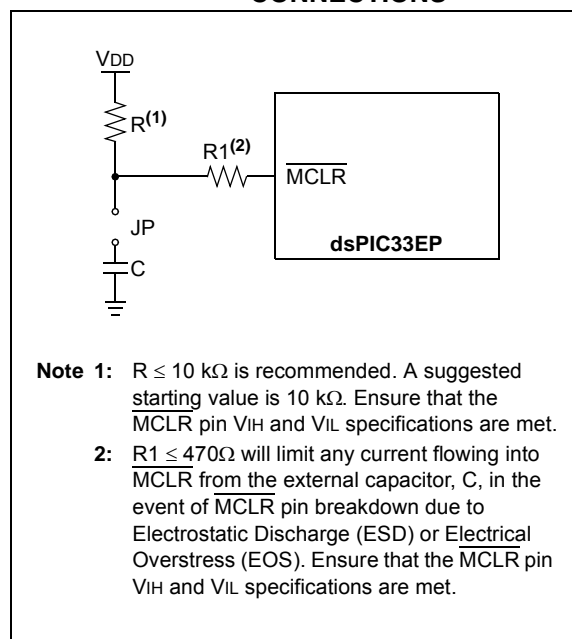 CONNECTIONS
VDD
R(1)
R1(2)
MCLR
JP
dsPIC33EP
C
Note 1: R ≤ 10 kΩ is recommended. A suggested
starting value is 10 kΩ. Ensure that the
MCLR pin VIH and VIL specifications are met.
2: R1 ≤ 470Ω will limit any current flowing into
MCLR from the external capacitor, C, in the
event of MCLR pin breakdown due to
Electrostatic Discharge (ESD) or Electrical
Overstress (EOS). Ensure that the MCLR pin
VIH and VIL specifications are met.